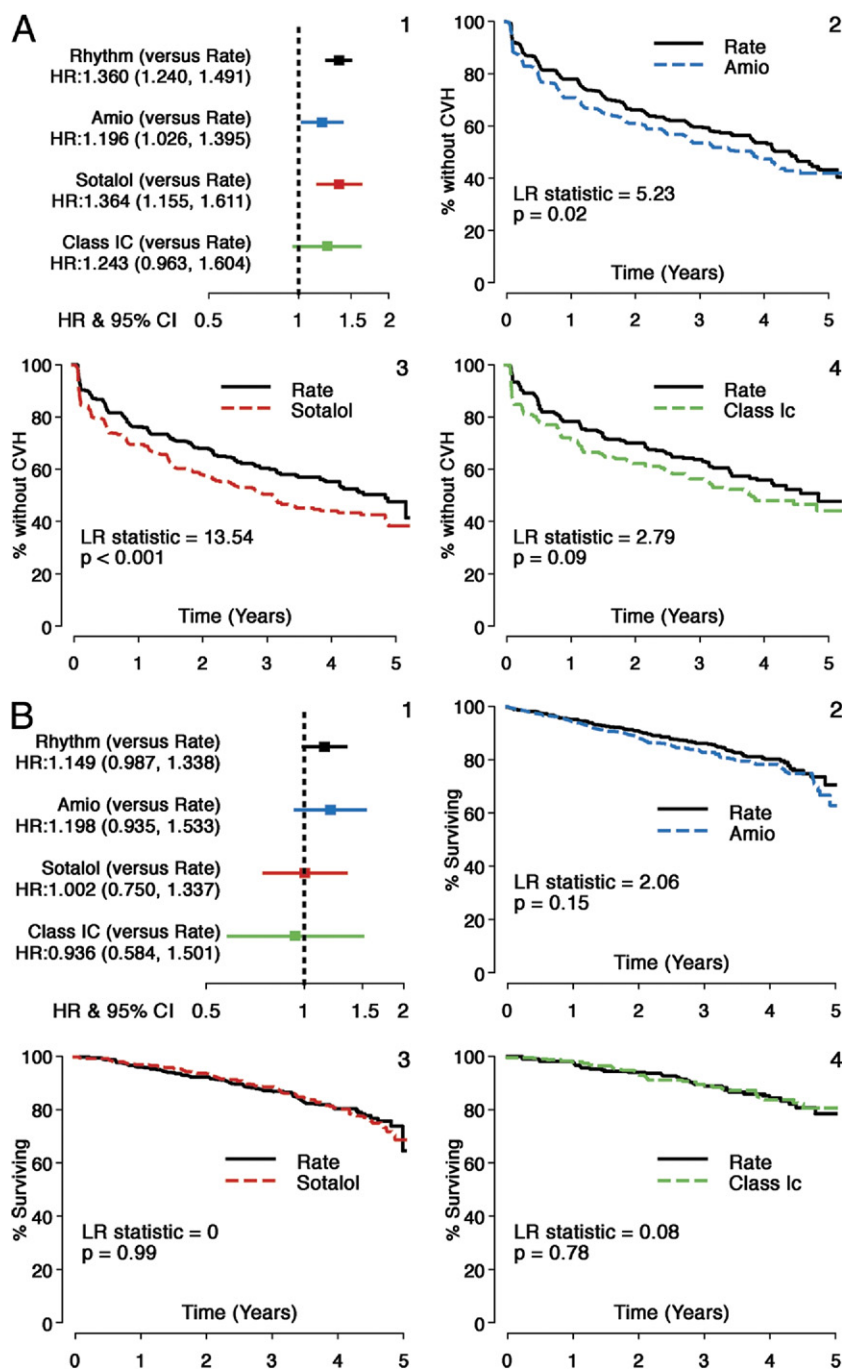 A
1
Rhythm (versus Rate)
HR:1.360 (1.240, 1.491)
Amio (versus Rate)
HR:1.196 (1.026, 1.395)
Sotalol (versus Rate)
HR:1.364 (1.155, 1.611)
Class IC (versus Rate)
HR:1.243 (0.963, 1.604)
HR & 95% CI
0.5 1 1.5 2
2
% without CVH
100
80
60
40
20
0
Rate
Amio
LR statistic = 5.23
p = 0.02
Time (Years)
0 1 2 3 4 5
3
% without CVH
100
80
60
40
20
0
Rate
Sotalol
LR statistic = 13.54
p < 0.001
Time (Years)
0 1 2 3 4 5
4
% without CVH
100
80
60
40
20
0
Rate
Class Ic
LR statistic = 2.79
p = 0.09
Time (Years)
0 1 2 3 4 5
B
1
Rhythm (versus Rate)
HR:1.149 (0.987, 1.338)
Amio (versus Rate)
HR:1.198 (0.935, 1.533)
Sotalol (versus Rate)
HR:1.002 (0.750, 1.337)
Class IC (versus Rate)
HR:0.936 (0.584, 1.501)
HR & 95% CI
0.5 1 1.5 2
2
% Surviving
100
80
60
40
20
0
Rate
Amio
LR statistic = 2.06
p = 0.15
Time (Years)
0 1 2 3 4 5
3
% Surviving
100
80
60
40
20
0
Rate
Sotalol
LR statistic = 0
p = 0.99
Time (Years)
0 1 2 3 4 5
4
% Surviving
100
80
60
40
20
0
Rate
Class Ic
LR statistic = 0.08
p = 0.78
Time (Years)
0 1 2 3 4 5